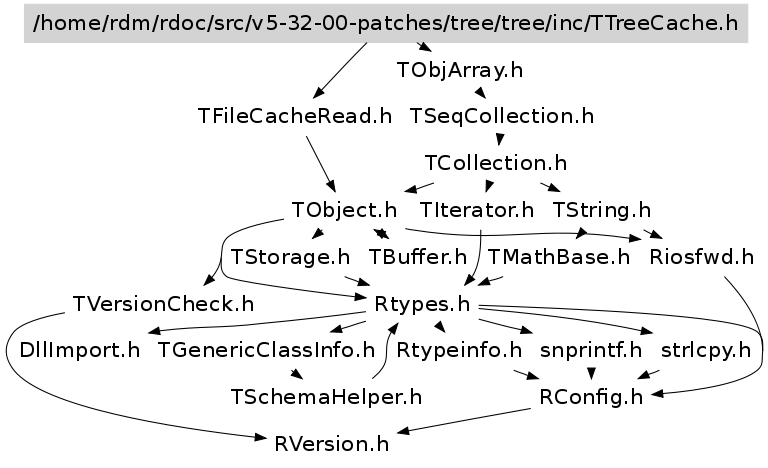 /home/rdm/rdoc/src/v5-32-00-patches/tree/tree/inc/TTreeCache.h
TObjArray.h
TFileCacheRead.h
TSeqCollection.h
TCollection.h
TObject.h
TIterator.h
TString.h
TStorage.h
TBuffer.h
TMathBase.h
Riosfwd.h
TVersionCheck.h
Rtypes.h
DllImport.h
TGenericClassInfo.h
Rtypeinfo.h
snprintf.h
strlcpy.h
TSchemaHelper.h
RConfig.h
RVersion.h